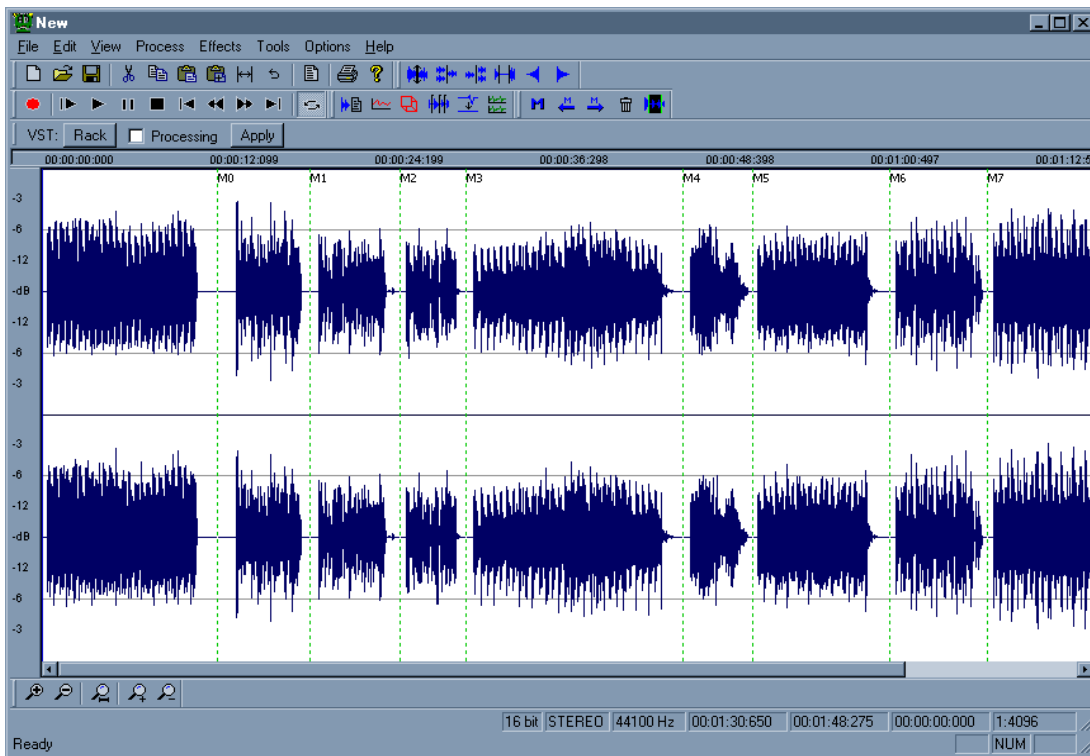 New
File Edit View Process Effects Tools Options Help
M M M
VST: Rack Processing Apply
00:00:00:000 00:00:12:099 00:00:24:199 00:00:36:298 00:00:48:398 00:01:00:497 00:01:12:5
M0 M1 M2 M3 M4 M5 M6 M7
-3
-6
-12
-dB
-12
-6
-3
-3
-6
-12
-dB
-12
-6
-3
16 bit STEREO 44100 Hz 00:01:30:650 00:01:48:275 00:00:00:000 1:4096
Ready NUM